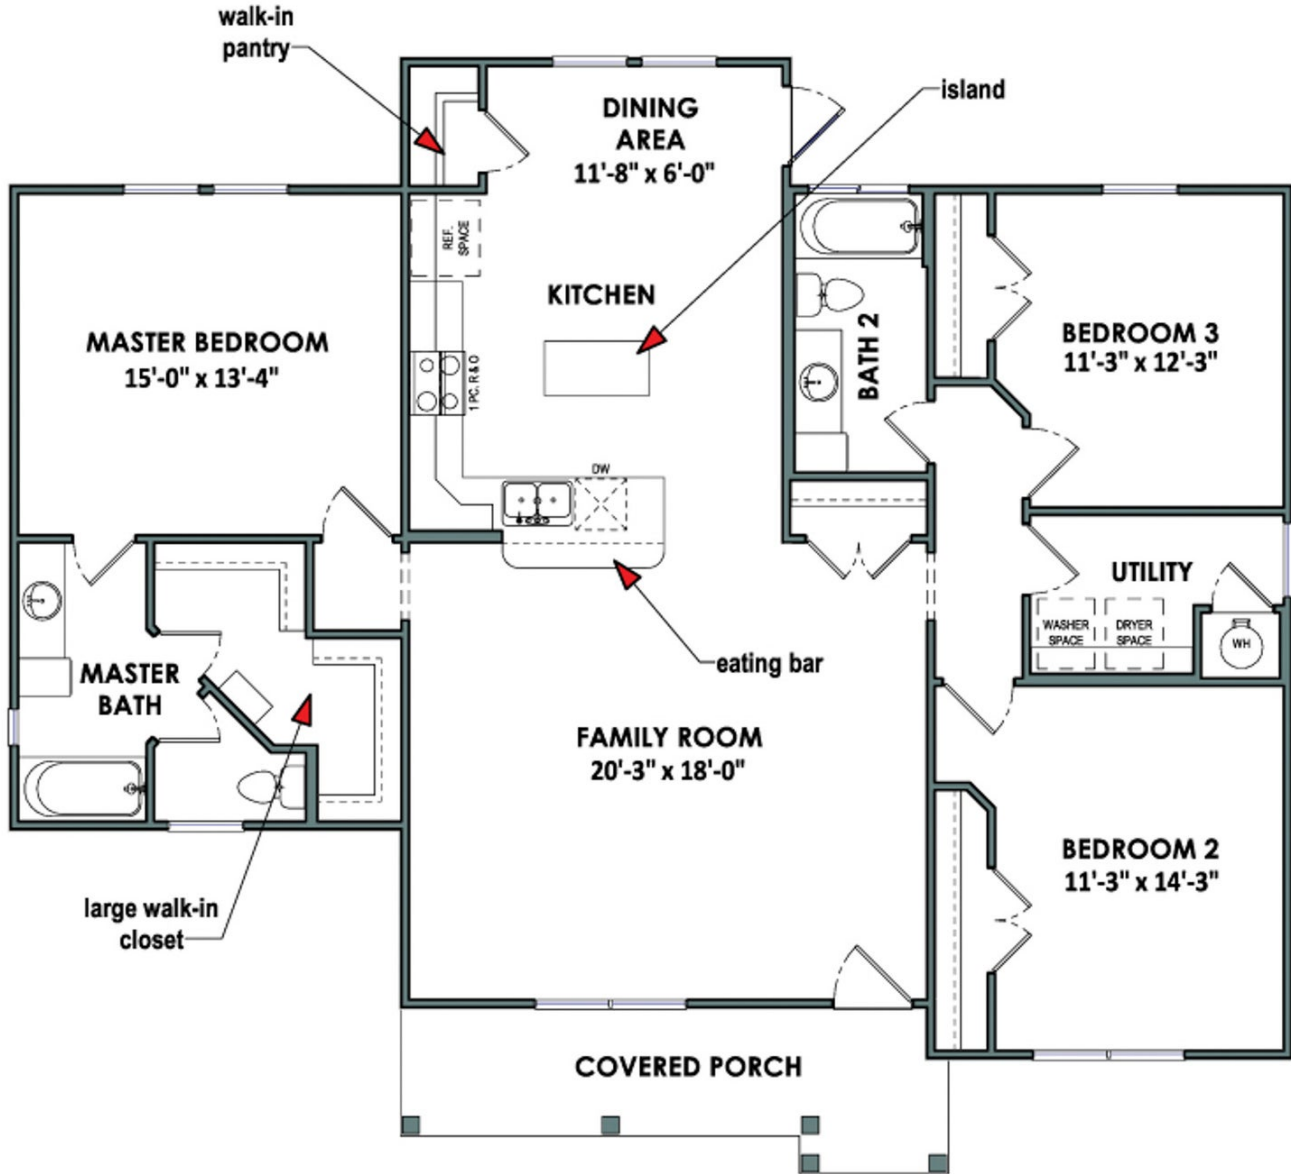 walk-in
pantry
island
DINING
AREA
11'-8" x 6'-0"
REF.
SPACE
KITCHEN
MASTER BEDROOM
15'-0" x 13'-4"
1 PC. R & O
BATH 2
BEDROOM 3
11'-3" x 12'-3"
DW
UTILITY
WASHER
SPACE
DRYER
SPACE
WH
eating bar
MASTER
BATH
FAMILY ROOM
20'-3" x 18'-0"
BEDROOM 2
11'-3" x 14'-3"
large walk-in
closet
COVERED PORCH